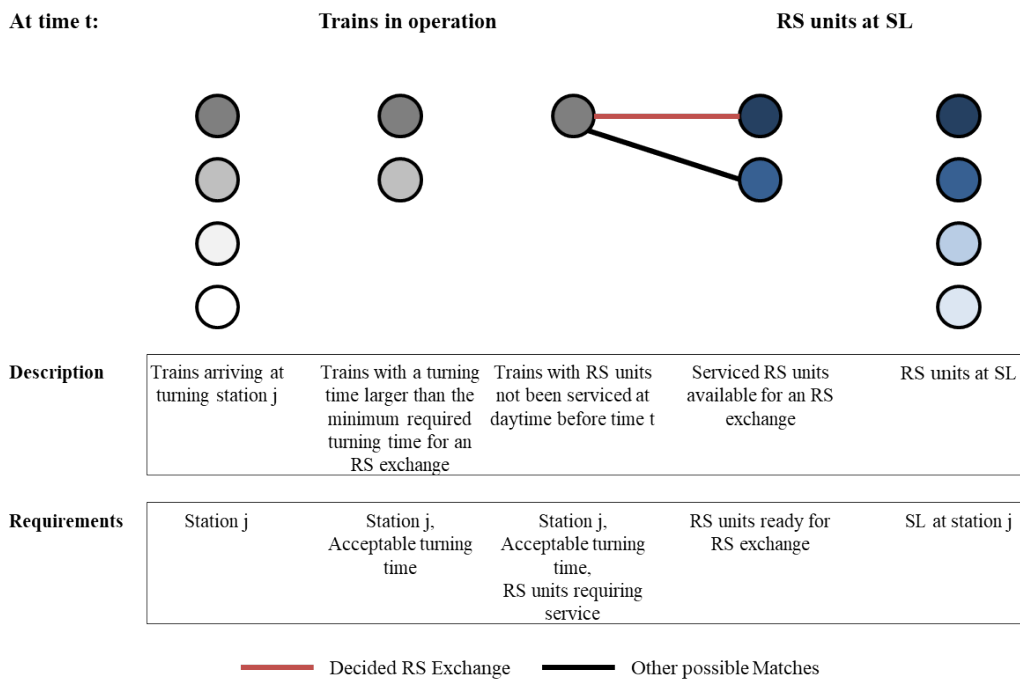 At time t:
Trains in operation
RS units at SL
Description
Trains arriving at
turning station j
Trains with a turning
time larger than the
minimum required
turning time for an
RS exchange
Trains with RS units
not been serviced at
daytime before time t
Serviced RS units
available for an RS
exchange
RS units at SL
Requirements
Station j
Station j,
Acceptable turning
time
Station j,
Acceptable turning
time,
RS units requiring
service
RS units ready for
RS exchange
SL at station j
Decided RS Exchange
Other possible Matches